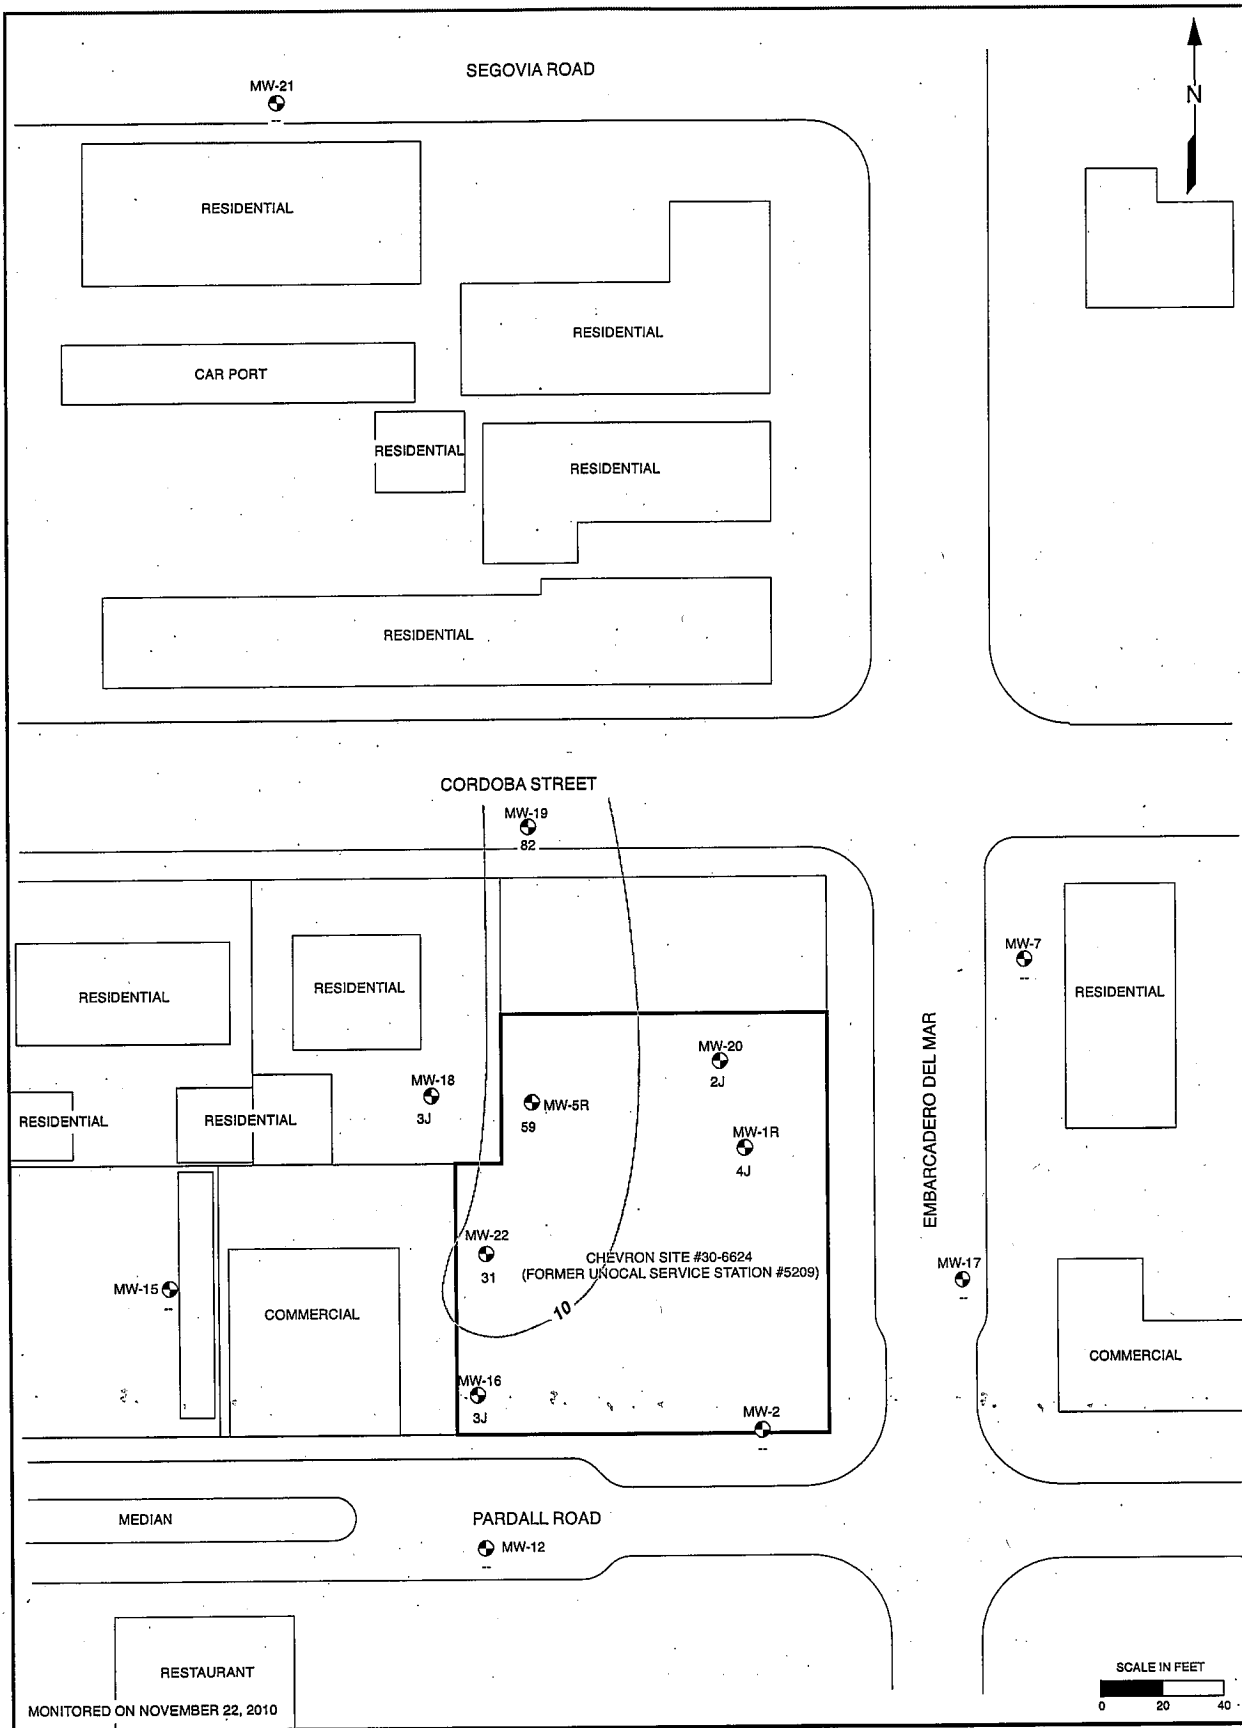 SEGOVIA ROAD
MW-21
--
N
RESIDENTIAL
RESIDENTIAL
CAR PORT
RESIDENTIAL
RESIDENTIAL
RESIDENTIAL
CORDOBA STREET
MW-19
82
MW-7
--
RESIDENTIAL
RESIDENTIAL
RESIDENTIAL
EMBARCADERO DEL MAR
MW-20
2J
MW-18
3J
MW-5R
59
RESIDENTIAL
RESIDENTIAL
MW-1R
4J
MW-22
31
CHEVRON SITE #30-6624
(FORMER UNOCAL SERVICE STATION #5209)
MW-17
--
MW-15
--
COMMERCIAL
10
COMMERCIAL
MW-16
3J
MW-2
--
MEDIAN
PARDALL ROAD
MW-12
--
RESTAURANT
SCALE IN FEET
0 20 40
MONITORED ON NOVEMBER 22, 2010